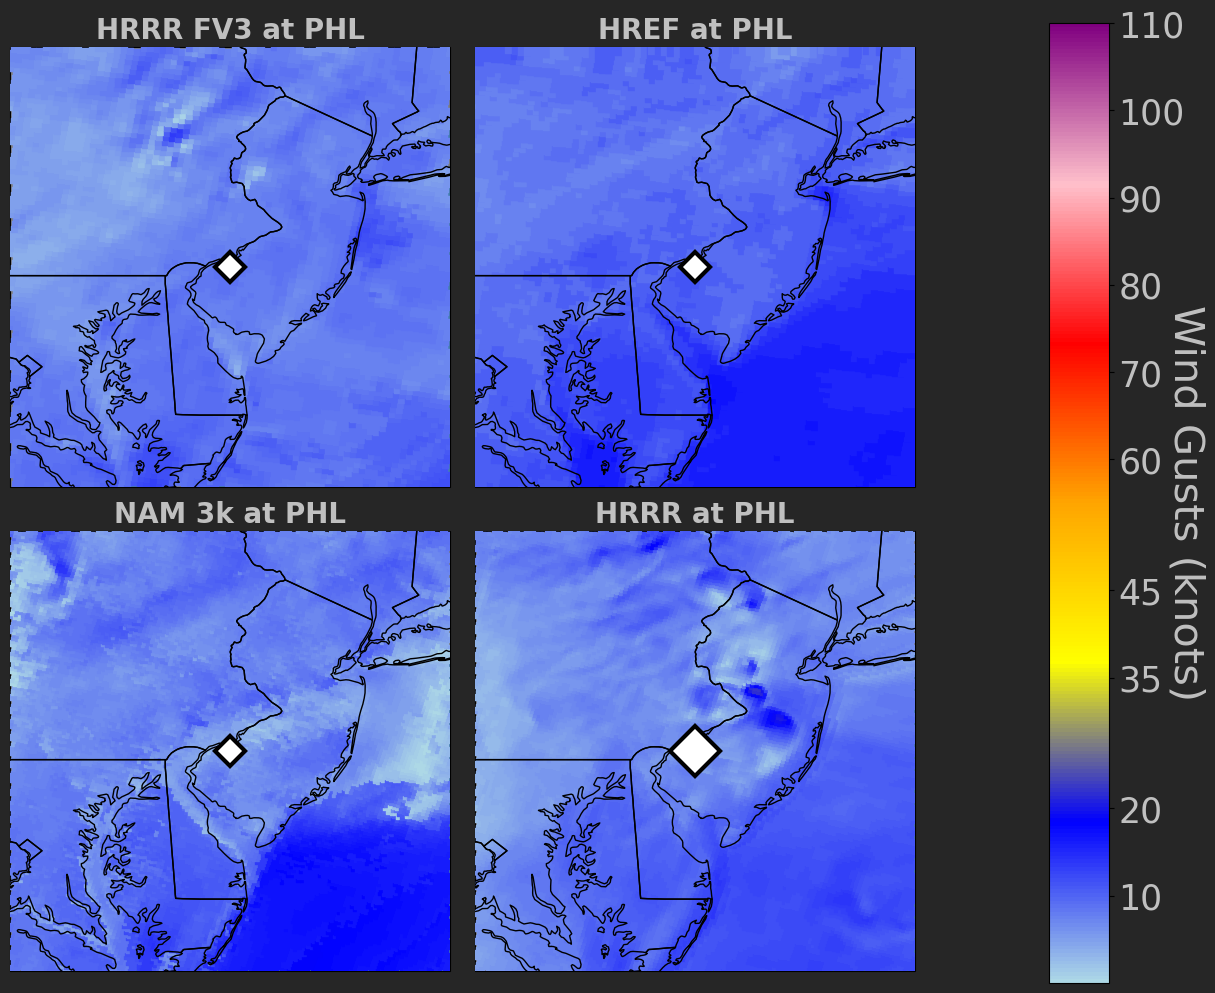 HRRR FV3 at PHL
HREF at PHL
NAM 3k at PHL
HRRR at PHL
110
100
90
80
70
60
45
35
20
10
Wind Gusts (knots)